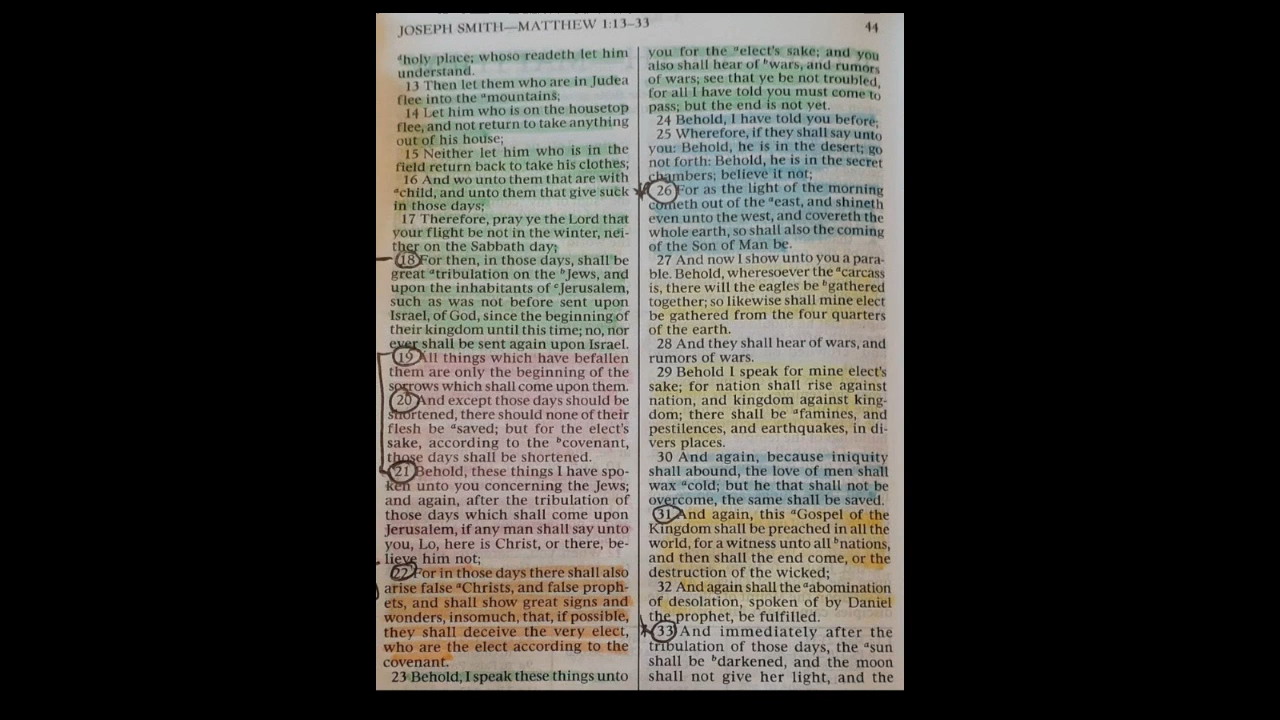 JOSEPH SMITH—MATTHEW 1:13–33
44
ᵃholy place; whoso readeth let him
understand.
13 Then let them who are in Judea
flee into the ᵃmountains;
14 Let him who is on the housetop
flee, and not return to take anything
out of his house;
15 Neither let him who is in the
field return back to take his clothes;
16 And wo unto them that are with
ᵃchild, and unto them that give suck
in those days;
17 Therefore, pray ye the Lord that
your flight be not in the winter, nei-
ther on the Sabbath day;
18 For then, in those days, shall be
great ᵃtribulation on the ᵇJews, and
upon the inhabitants of ᶜJerusalem,
such as was not before sent upon
Israel, of God, since the beginning of
their kingdom until this time; no, nor
ever shall be sent again upon Israel.
19 All things which have befallen
them are only the beginning of the
sorrows which shall come upon them.
20 And except those days should be
shortened, there should none of their
flesh be ᵃsaved; but for the elect's
sake, according to the ᵇcovenant,
those days shall be shortened.
21 Behold, these things I have spo-
ken unto you concerning the Jews;
and again, after the tribulation of
those days which shall come upon
Jerusalem, if any man shall say unto
you, Lo, here is Christ, or there, be-
lieve him not;
22 For in those days there shall also
arise false ᵃChrists, and false proph-
ets, and shall show great signs and
wonders, insomuch, that, if possible,
they shall deceive the very elect,
who are the elect according to the
covenant.
23 Behold, I speak these things unto
you for the ᵃelect's sake; and you
also shall hear of ᵇwars, and rumors
of wars; see that ye be not troubled,
for all I have told you must come to
pass; but the end is not yet.
24 Behold, I have told you before;
25 Wherefore, if they shall say unto
you: Behold, he is in the desert; go
not forth: Behold, he is in the secret
chambers; believe it not;
26 For as the light of the morning
cometh out of the ᵃeast, and shineth
even unto the west, and covereth the
whole earth, so shall also the coming
of the Son of Man be.
27 And now I show unto you a para-
ble. Behold, wheresoever the ᵃcarcass
is, there will the eagles be ᵇgathered
together; so likewise shall mine elect
be gathered from the four quarters
of the earth.
28 And they shall hear of wars, and
rumors of wars.
29 Behold I speak for mine elect's
sake; for nation shall rise against
nation, and kingdom against king-
dom; there shall be ᵃfamines, and
pestilences, and earthquakes, in di-
vers places.
30 And again, because iniquity
shall abound, the love of men shall
wax ᵃcold; but he that shall not be
overcome, the same shall be saved.
31 And again, this ᵃGospel of the
Kingdom shall be preached in all the
world, for a witness unto all ᵇnations,
and then shall the end come, or the
destruction of the wicked;
32 And again shall the ᵃabomination
of desolation, spoken of by Daniel
the prophet, be fulfilled.
33 And immediately after the
tribulation of those days, the ᵃsun
shall be ᵇdarkened, and the moon
shall not give her light, and the